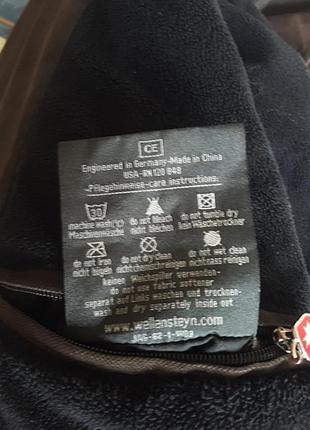 CE
Engineered in Germany-Made in China
USA-RN 120 848
-Pflegehinweise-care instructions:
30
machine wash
Maschinenwäsche
do not bleach
nicht bleichen
do not tumble dry
kein Wäschetrockner
do not iron
nicht bügeln
do not dry clean
nichtchemischreinigen
do not wet clean
nichtnassreinigen
keinen Weichspüler verwenden-
do not use fabric softener
separat auf Links waschen und trocknen-
wash and dry separately inside out
www.wellensteyn.com